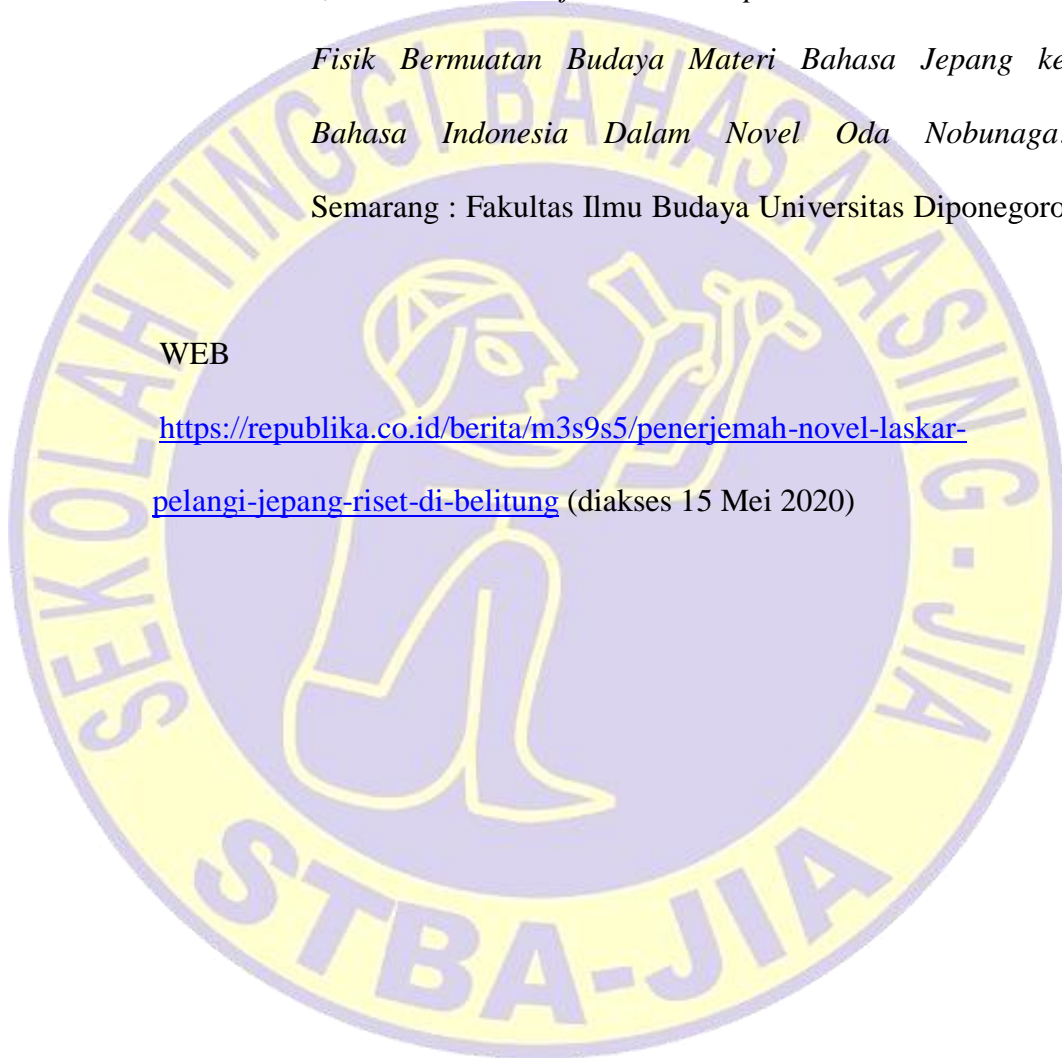 Fisik Bermuatan Budaya Materi Bahasa Jepang ke
Bahasa Indonesia Dalam Novel Oda Nobunaga.
Semarang : Fakultas Ilmu Budaya Universitas Diponegoro
WEB
https://republika.co.id/berita/m3s9s5/penerjemah-novel-laskar-
pelangi-jepang-riset-di-belitung (diakses 15 Mei 2020)
SEKOLAH TINGGI BAHASA ASING - JIA
STBA-JIA